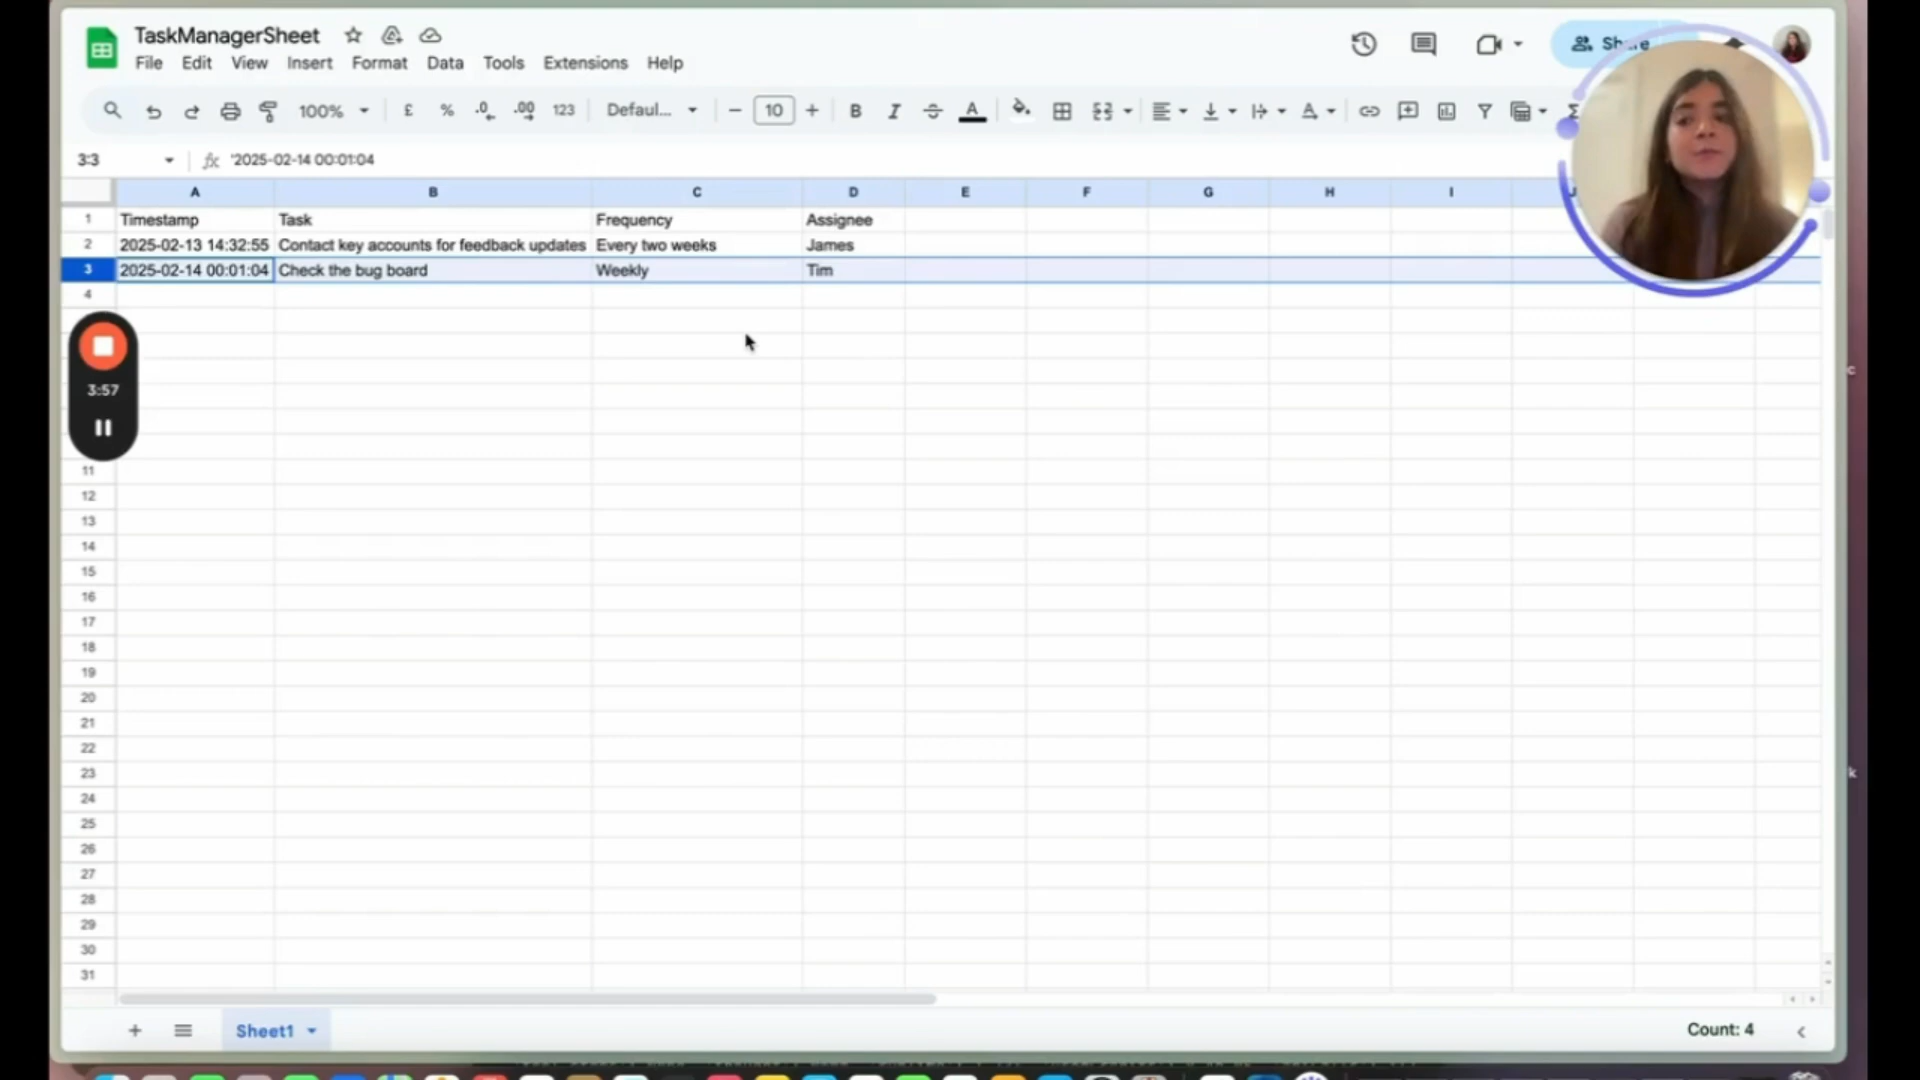 TaskManagerSheet
File Edit View Insert Format Data Tools Extensions Help
Share
100% £ % .0 .00 123 Defaul... 10 B I A Σ
3:3 fx '2025-02-14 00:01:04
A B C D E F G H I J
1 Timestamp Task Frequency Assignee
2 2025-02-13 14:32:55 Contact key accounts for feedback updates Every two weeks James
3 2025-02-14 00:01:04 Check the bug board Weekly Tim
4
3:57
11
12
13
14
15
16
17
18
19
20
21
22
23
24
25
26
27
28
29
30
31
Sheet1 Count: 4